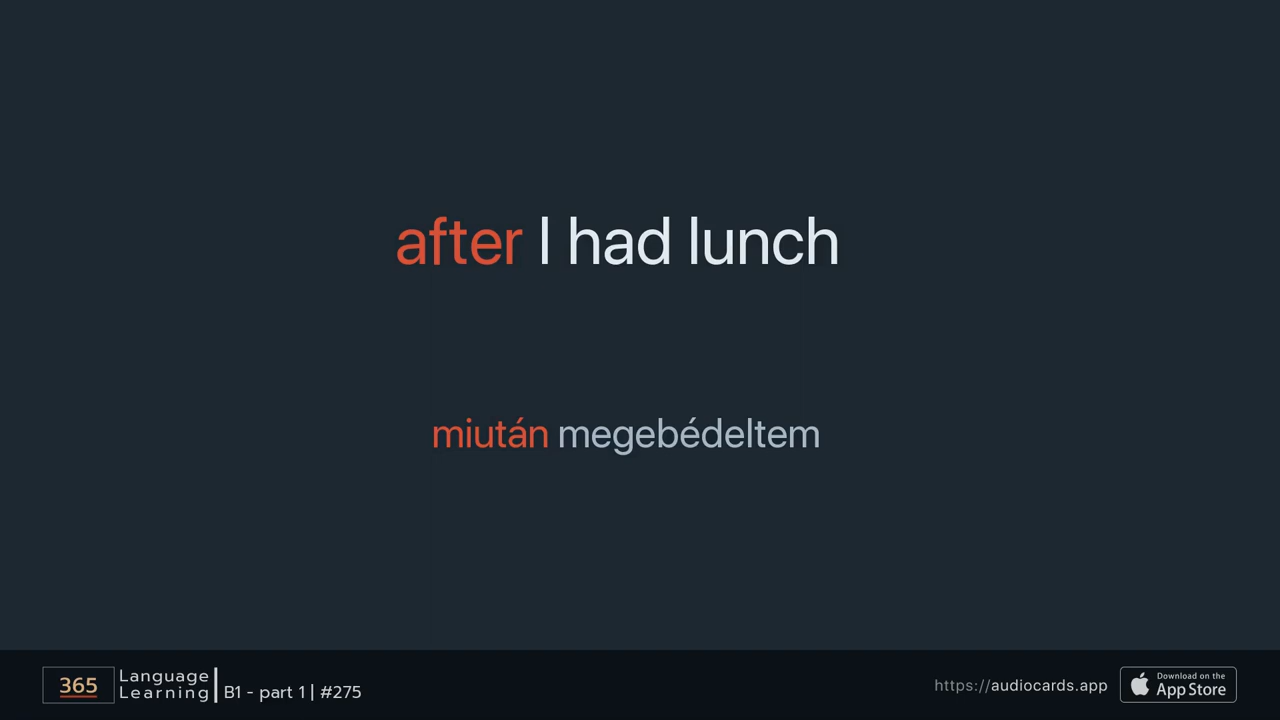 after I had lunch
miután megebédeltem
365 Language Learning | B1 - part 1 | #275
https://audiocards.app
Download on the App Store